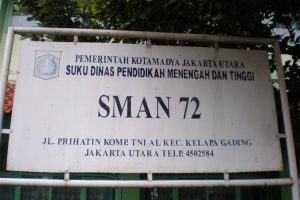 PEMERINTAH KOTAMADYA JAKARTA UTARA
SUKU DINAS PENDIDIKAN MENENGAH DAN TINGGI
SMAN 72
JL. PRIHATIN KOMP. TNI AL KEC. KELAPA GADING
JAKARTA UTARA TELP. 4502584